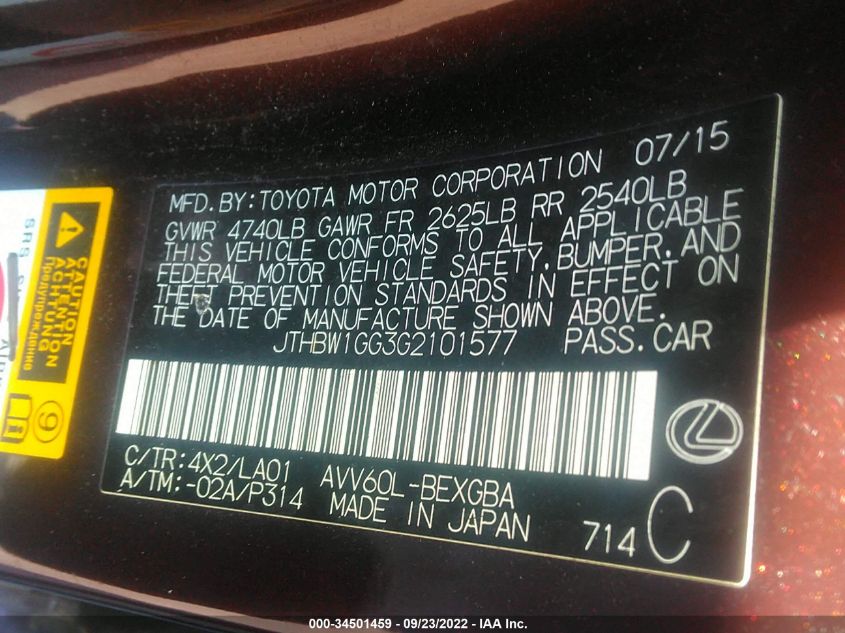 MFD. BY: TOYOTA MOTOR CORPORATION 07/15
GVWR 4740LB GAWR FR 2625LB RR 2540LB
THIS VEHICLE CONFORMS TO ALL APPLICABLE
FEDERAL MOTOR VEHICLE SAFETY, BUMPER, AND
THEFT PREVENTION STANDARDS IN EFFECT ON
THE DATE OF MANUFACTURE SHOWN ABOVE.
JTHBW1GG3G2101577 PASS. CAR
C/TR: 4X2/LA01 AVV60L-BEXGBA
A/TM: -02A/P314 MADE IN JAPAN
714 C
CAUTION
ATTENTION
ACHTUNG
Предупреждение
9
SRS
000-34501459 - 09/23/2022 - IAA Inc.